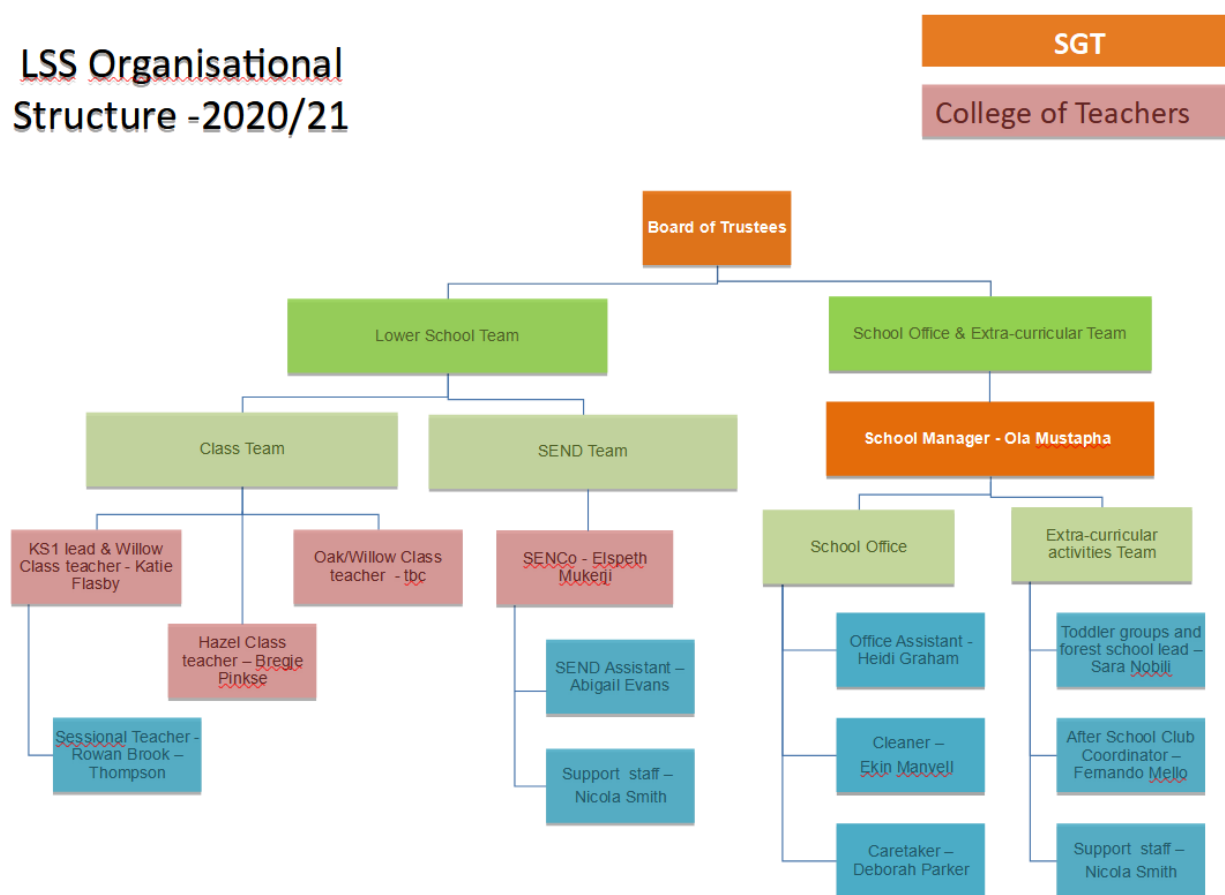 LSS Organisational
Structure -2020/21
SGT
College of Teachers
Board of Trustees
Lower School Team
School Office & Extra-curricular Team
Class Team
SEND Team
School Manager - Ola Mustapha
KS1 lead & Willow
Class teacher - Katie
Flasby
Oak/Willow Class
teacher - tbc
SENCo - Elspeth
Mukerji
School Office
Extra-curricular
activities Team
Hazel Class
teacher – Bregje
Pinkse
SEND Assistant –
Abigail Evans
Office Assistant -
Heidi Graham
Toddler groups and
forest school lead –
Sara Nobili
Sessional Teacher -
Rowan Brook –
Thompson
Support staff –
Nicola Smith
Cleaner –
Ekin Manvell
After School Club
Coordinator –
Fernando Mello
Caretaker –
Deborah Parker
Support staff –
Nicola Smith